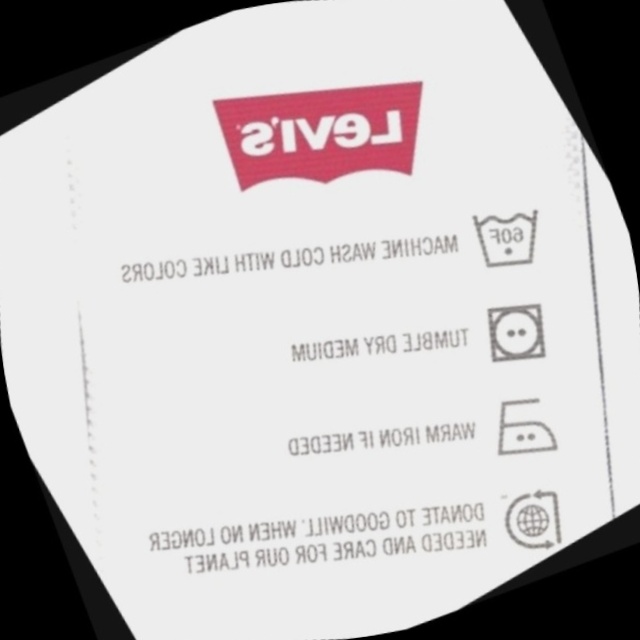 LEVI'S
60F
MACHINE WASH COLD WITH LIKE COLORS
TUMBLE DRY MEDIUM
WARM IRON IF NEEDED
DONATE TO GOODWILL WHEN NO LONGER
NEEDED AND CARE FOR OUR PLANET